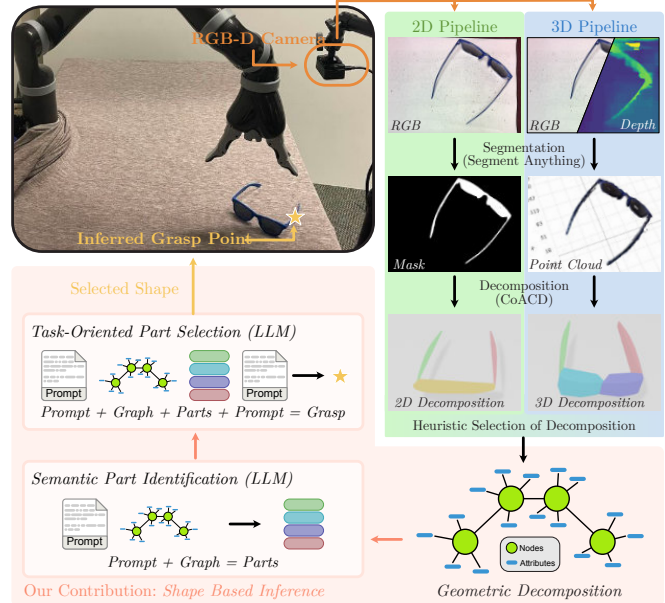 RGB-D Camera
Inferred Grasp Point
2D Pipeline
3D Pipeline
RGB
RGB
Depth
Segmentation
(Segment Anything)
Mask
Point Cloud
Decomposition
(CoACD)
2D Decomposition
3D Decomposition
Heuristic Selection of Decomposition
Selected Shape
Task-Oriented Part Selection (LLM)
Prompt
Prompt
Prompt + Graph + Parts + Prompt = Grasp
Semantic Part Identification (LLM)
Prompt
Prompt + Graph = Parts
Our Contribution: Shape Based Inference
Nodes
Attributes
Geometric Decomposition